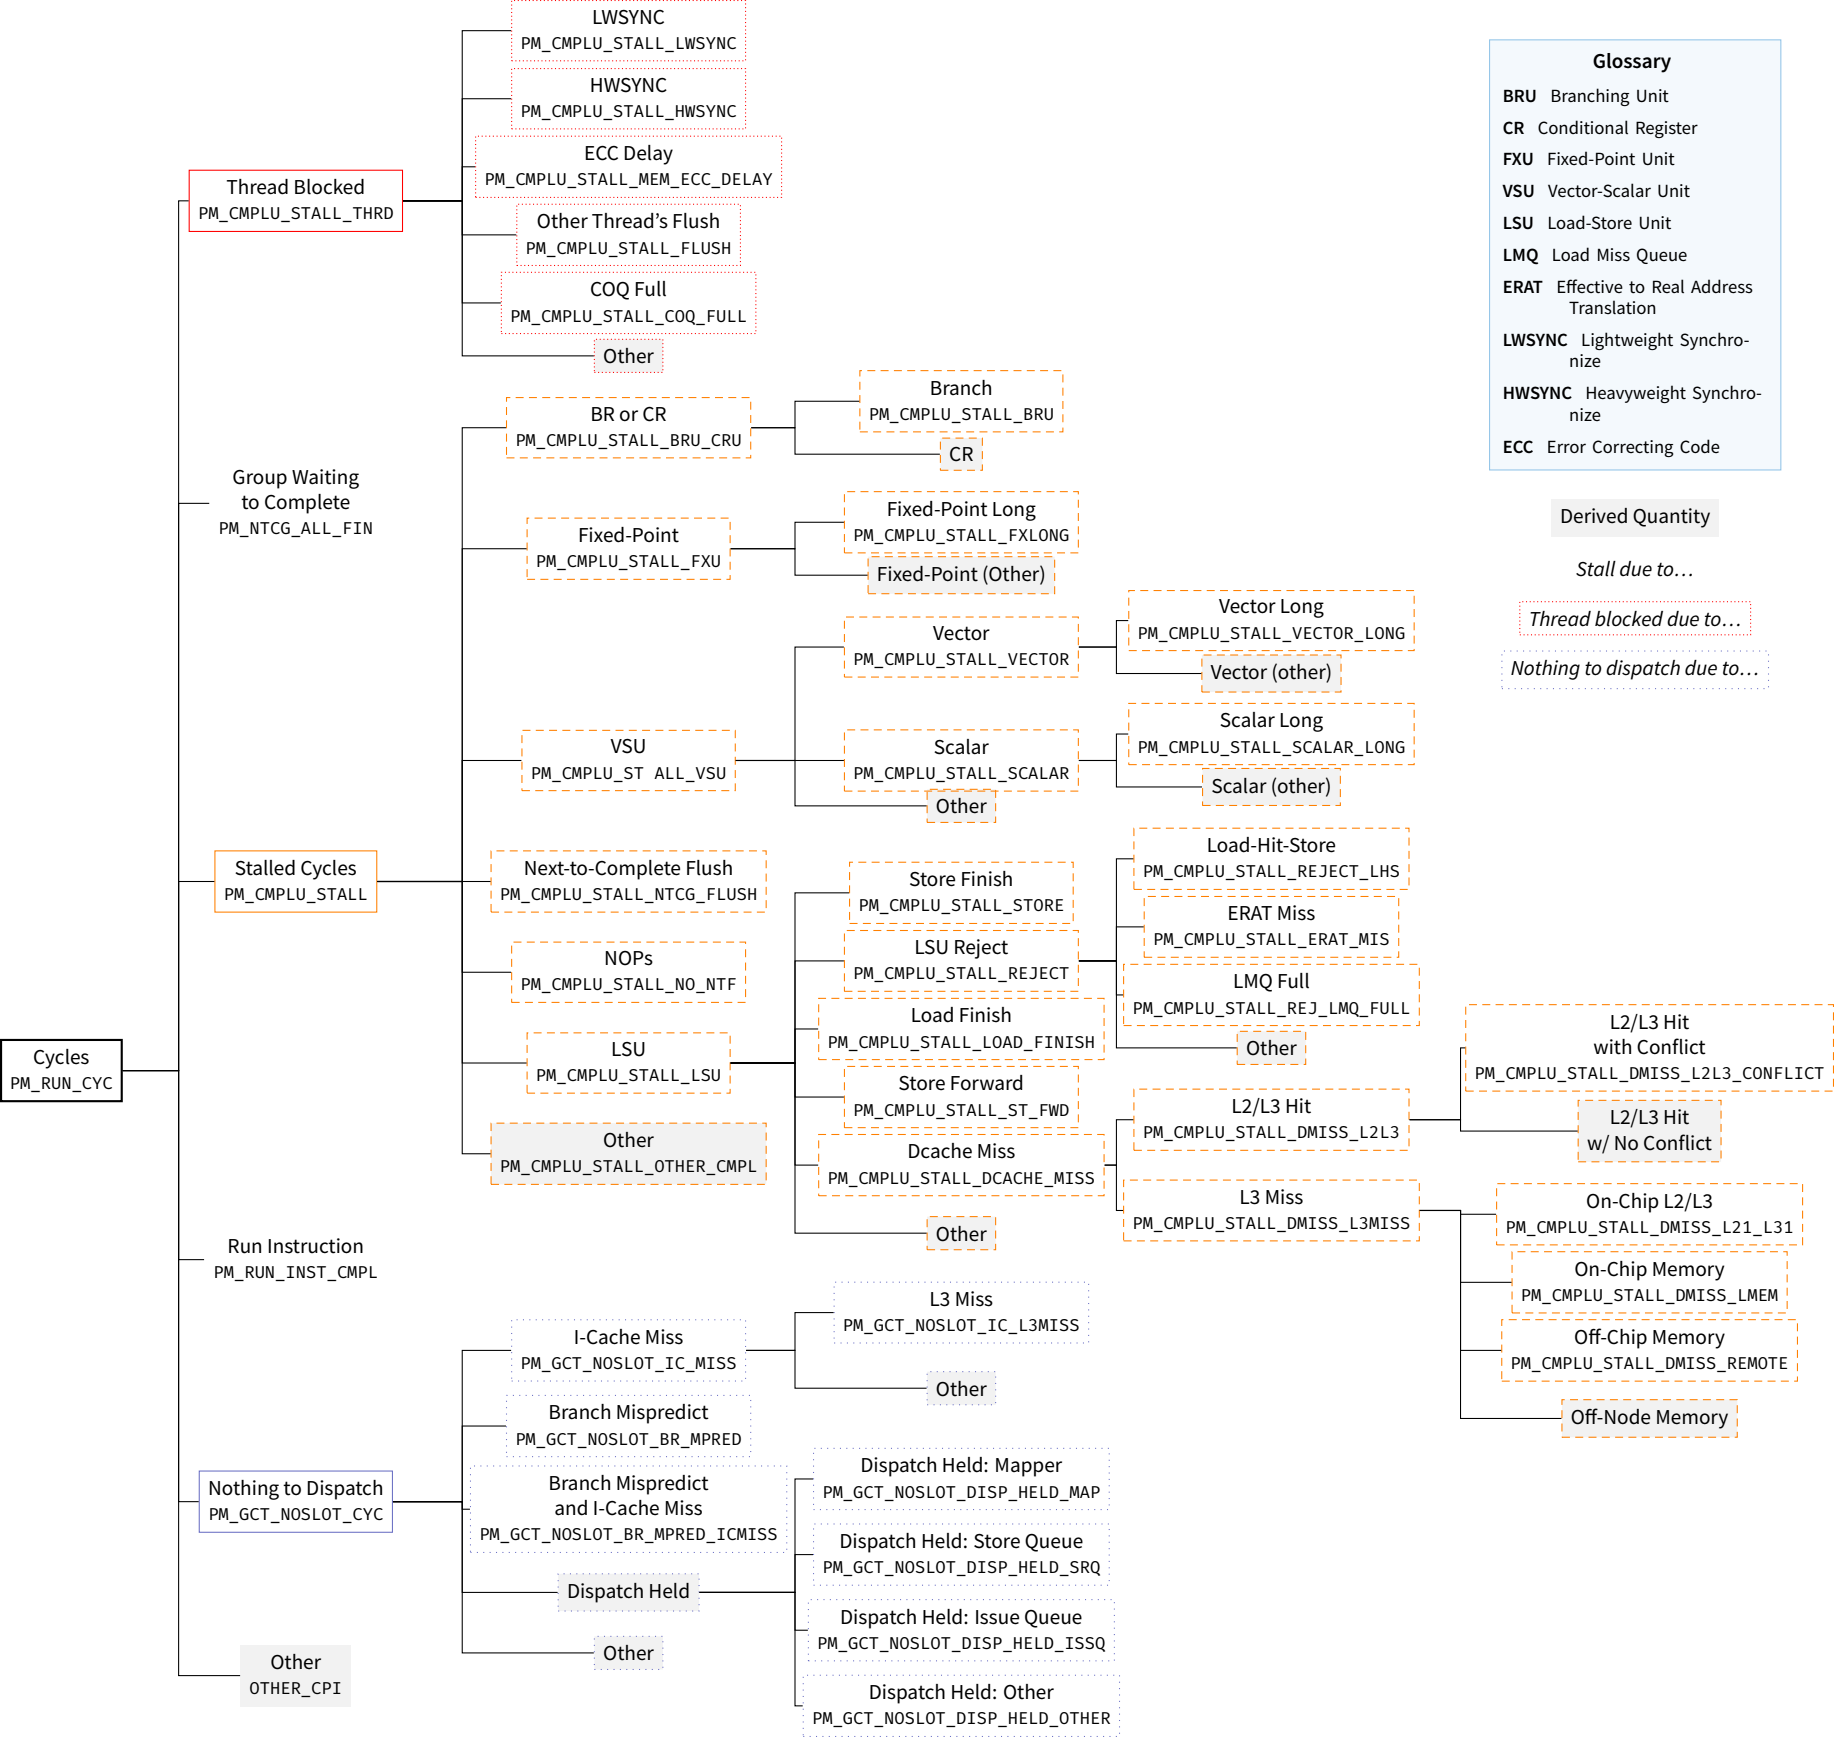 LWSYNC
PM_CMPLU_STALL_LWSYNC
HWSYNC
PM_CMPLU_STALL_HWSYNC
ECC Delay
PM_CMPLU_STALL_MEM_ECC_DELAY
Thread Blocked
PM_CMPLU_STALL_THRD
Other Thread’s Flush
PM_CMPLU_STALL_FLUSH
COQ Full
PM_CMPLU_STALL_COQ_FULL
Other
Group Waiting
to Complete
PM_NTCG_ALL_FIN
BR or CR
PM_CMPLU_STALL_BRU_CRU
Branch
PM_CMPLU_STALL_BRU
CR
Fixed-Point
PM_CMPLU_STALL_FXU
Fixed-Point Long
PM_CMPLU_STALL_FXLONG
Fixed-Point (Other)
VSU
PM_CMPLU_ST ALL_VSU
Vector
PM_CMPLU_STALL_VECTOR
Vector Long
PM_CMPLU_STALL_VECTOR_LONG
Vector (other)
Scalar
PM_CMPLU_STALL_SCALAR
Scalar Long
PM_CMPLU_STALL_SCALAR_LONG
Scalar (other)
Other
Stalled Cycles
PM_CMPLU_STALL
Next-to-Complete Flush
PM_CMPLU_STALL_NTCG_FLUSH
NOPs
PM_CMPLU_STALL_NO_NTF
LSU
PM_CMPLU_STALL_LSU
Other
PM_CMPLU_STALL_OTHER_CMPL
Store Finish
PM_CMPLU_STALL_STORE
LSU Reject
PM_CMPLU_STALL_REJECT
Load Finish
PM_CMPLU_STALL_LOAD_FINISH
Store Forward
PM_CMPLU_STALL_ST_FWD
Dcache Miss
PM_CMPLU_STALL_DCACHE_MISS
Other
Load-Hit-Store
PM_CMPLU_STALL_REJECT_LHS
ERAT Miss
PM_CMPLU_STALL_ERAT_MIS
LMQ Full
PM_CMPLU_STALL_REJ_LMQ_FULL
Other
L2/L3 Hit
PM_CMPLU_STALL_DMISS_L2L3
L3 Miss
PM_CMPLU_STALL_DMISS_L3MISS
L2/L3 Hit
with Conflict
PM_CMPLU_STALL_DMISS_L2L3_CONFLICT
L2/L3 Hit
w/ No Conflict
On-Chip L2/L3
PM_CMPLU_STALL_DMISS_L21_L31
On-Chip Memory
PM_CMPLU_STALL_DMISS_LMEM
Off-Chip Memory
PM_CMPLU_STALL_DMISS_REMOTE
Off-Node Memory
Cycles
PM_RUN_CYC
Run Instruction
PM_RUN_INST_CMPL
Nothing to Dispatch
PM_GCT_NOSLOT_CYC
I-Cache Miss
PM_GCT_NOSLOT_IC_MISS
L3 Miss
PM_GCT_NOSLOT_IC_L3MISS
Other
Branch Mispredict
PM_GCT_NOSLOT_BR_MPRED
Branch Mispredict
and I-Cache Miss
PM_GCT_NOSLOT_BR_MPRED_ICMISS
Dispatch Held
Other
Dispatch Held: Mapper
PM_GCT_NOSLOT_DISP_HELD_MAP
Dispatch Held: Store Queue
PM_GCT_NOSLOT_DISP_HELD_SRQ
Dispatch Held: Issue Queue
PM_GCT_NOSLOT_DISP_HELD_ISSQ
Dispatch Held: Other
PM_GCT_NOSLOT_DISP_HELD_OTHER
Other
OTHER_CPI
Glossary
BRU Branching Unit
CR Conditional Register
FXU Fixed-Point Unit
VSU Vector-Scalar Unit
LSU Load-Store Unit
LMQ Load Miss Queue
ERAT Effective to Real Address
Translation
LWSYNC Lightweight Synchro-
nize
HWSYNC Heavyweight Synchro-
nize
ECC Error Correcting Code
Derived Quantity
Stall due to…
Thread blocked due to…
Nothing to dispatch due to…